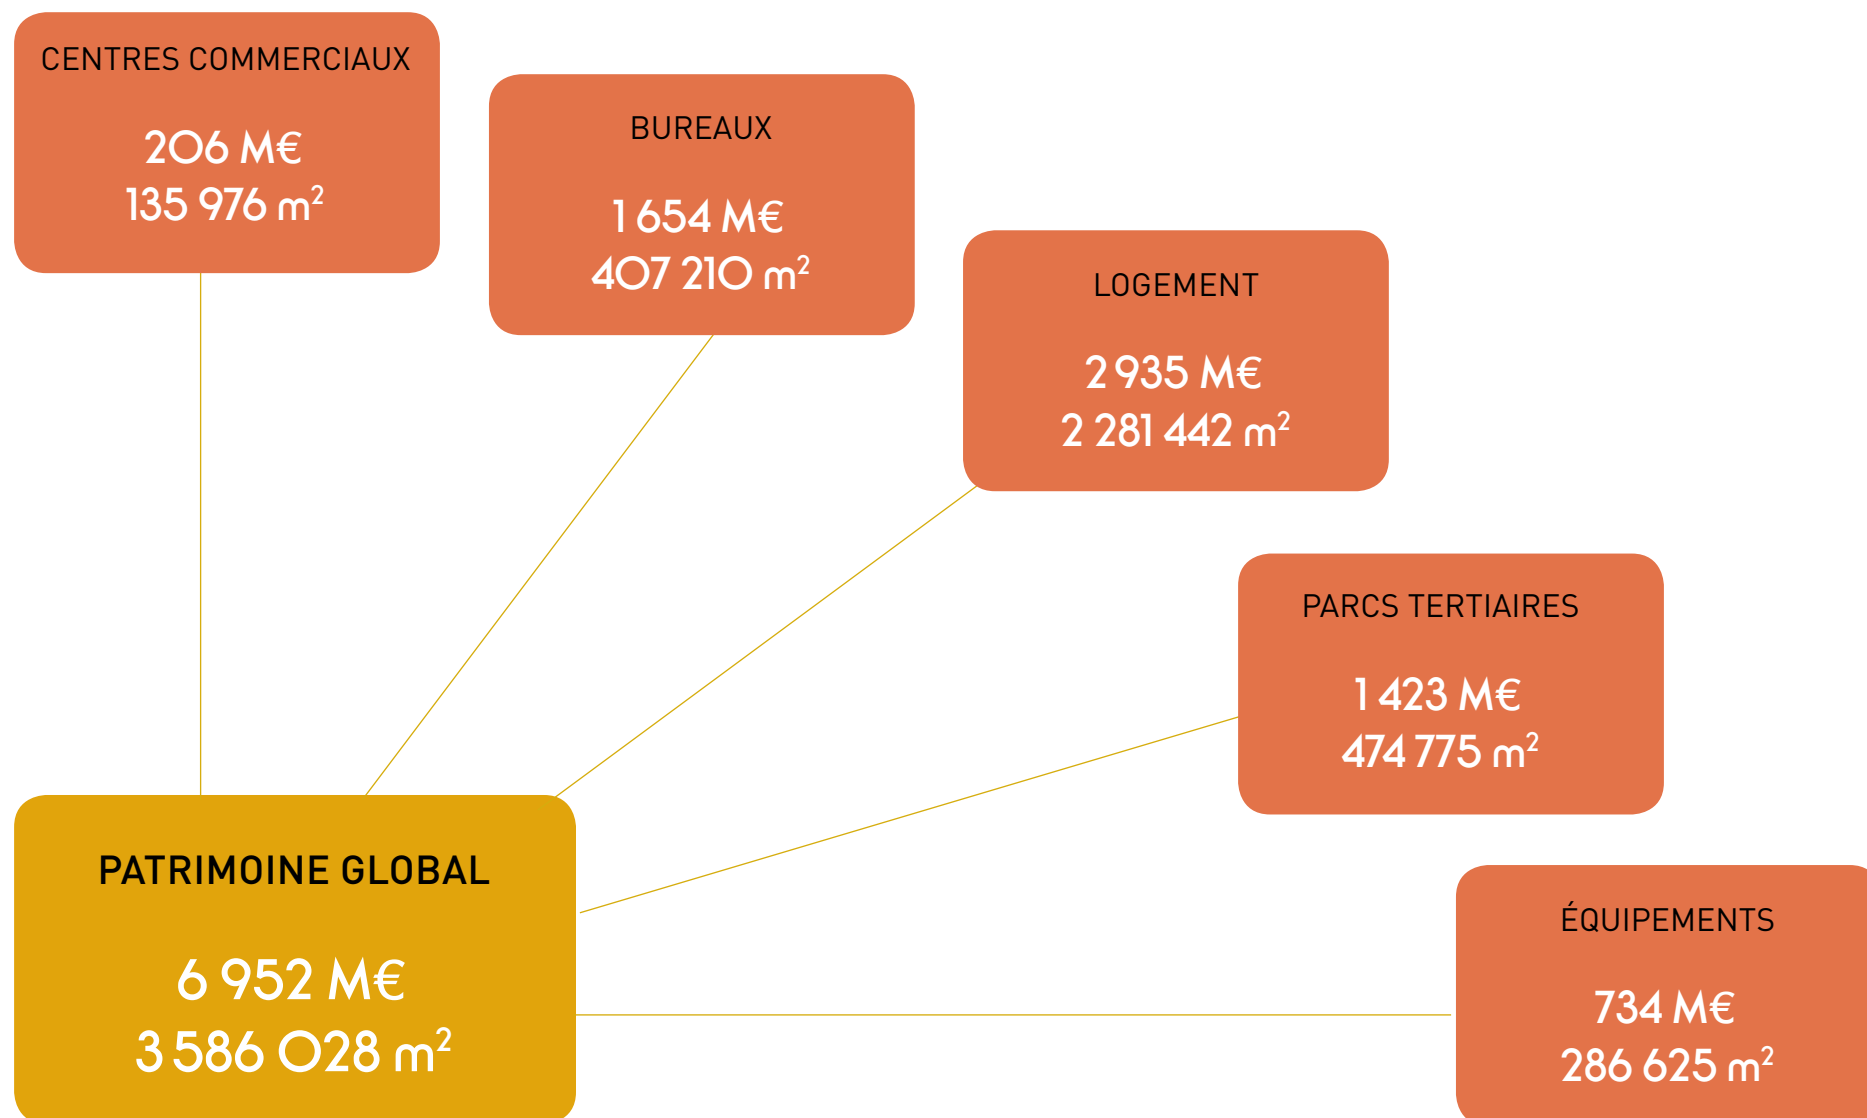 CENTRES COMMERCIAUX
206 M€
135 976 m²
BUREAUX
1 654 M€
407 210 m²
LOGEMENT
2 935 M€
2 281 442 m²
PARCS TERTIAIRES
1 423 M€
474 775 m²
PATRIMOINE GLOBAL
6 952 M€
3 586 028 m²
ÉQUIPEMENTS
734 M€
286 625 m²